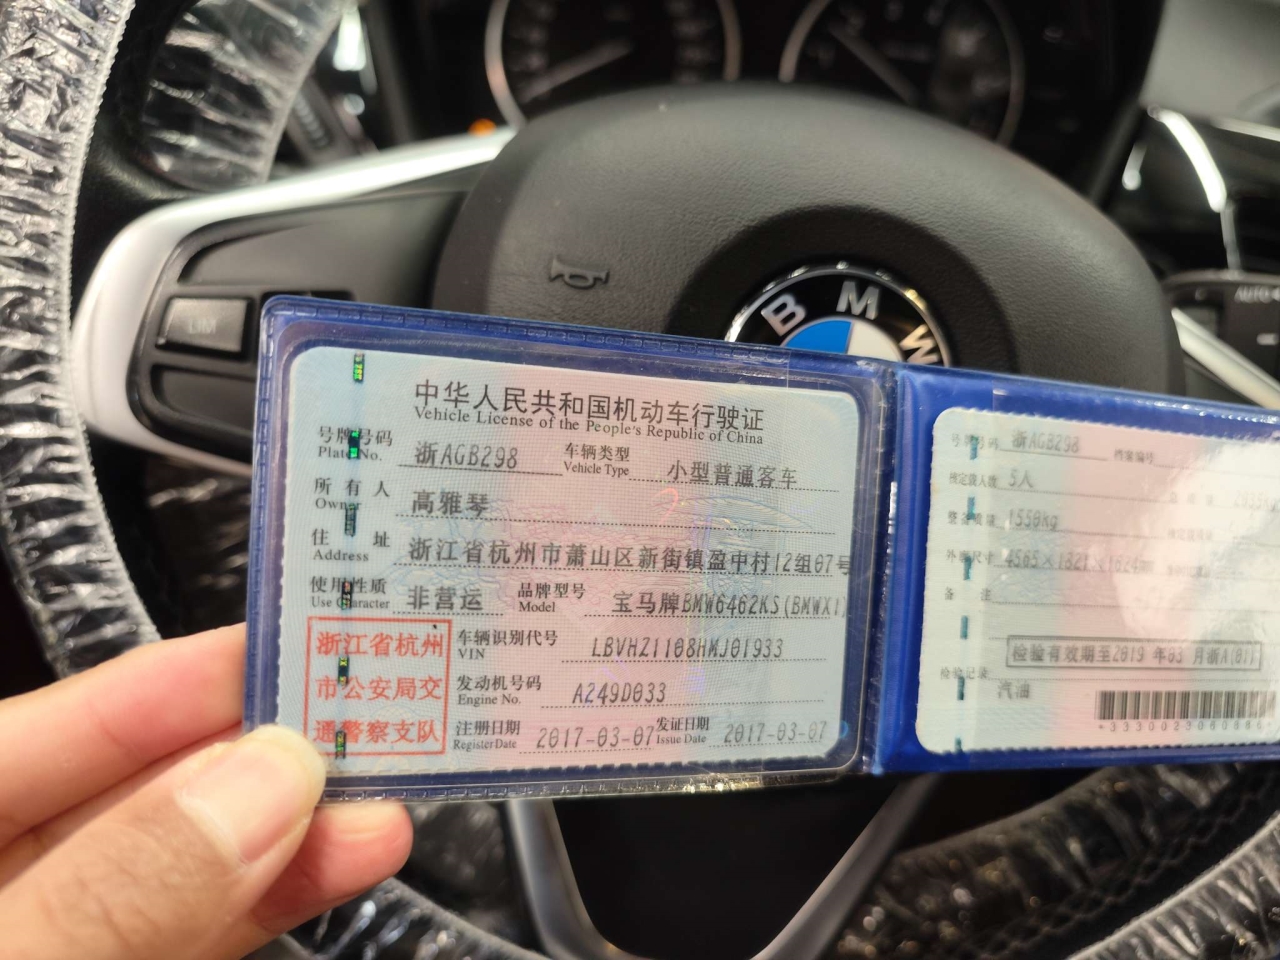 BMW
LIM
AUTO
中华人民共和国机动车行驶证
Vehicle License of the People's Republic of China
号牌号码 浙AGB298 车辆类型 小型普通客车
Plate No. Vehicle Type
所有人 高雅琴
Owner
住址 浙江省杭州市萧山区新街镇盈中村12组07号
Address
使用性质 非营运 品牌型号 宝马牌BMW6462KS(BMWX1)
Use Character Model
浙江省杭州
市公安局交
通警察支队
车辆识别代号 LBVHZ1108HMJ01933
VIN
发动机号码 A249D033
Engine No.
注册日期 2017-03-07 发证日期 2017-03-07
Register Date Issue Date
号牌号码 浙AGB298 档案编号
核定载人数 5人
整备质量 1550kg
外廓尺寸 4565×1821×1624
备注
检验有效期至2019 年03 月浙A(01)
检验记录
汽油